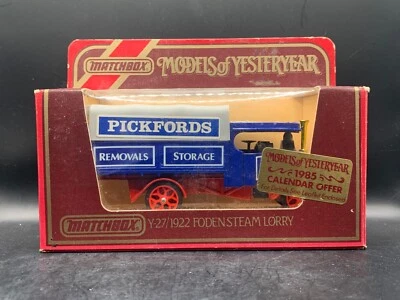 MATCHBOX
MODELS of YESTERYEAR
PICKFORDS
REMOVALS STORAGE
MODELS of YESTERYEAR
1985
CALENDAR OFFER
MATCHBOX Y-27/1922 FODEN STEAM LORRY